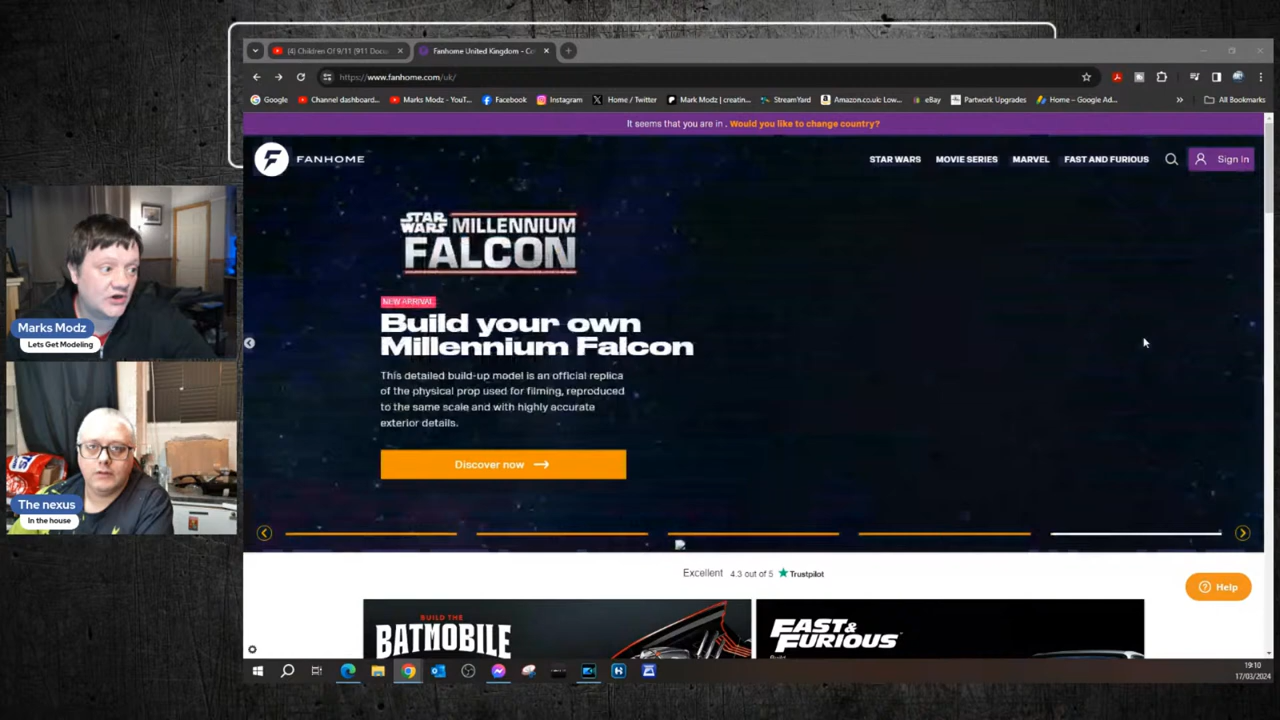 (4) Children Of 9/11 (911 Docu
Fanhome United Kingdom - Co
https://www.fanhome.com/uk/
Google
Channel dashboard...
Marks Modz - YouT...
Facebook
Instagram
Home / Twitter
Mark Modz | creatin...
StreamYard
Amazon.co.uk: Low...
eBay
Partwork Upgrades
Home – Google Ad...
All Bookmarks
It seems that you are in . Would you like to change country?
FANHOME
STAR WARS
MOVIE SERIES
MARVEL
FAST AND FURIOUS
Sign In
STAR WARS MILLENNIUM
FALCON
NEW ARRIVAL
Build your own
Millennium Falcon
This detailed build-up model is an official replica
of the physical prop used for filming, reproduced
to the same scale and with highly accurate
exterior details.
Discover now
Marks Modz
Lets Get Modeling
The nexus
In the house
Excellent 4.3 out of 5 Trustpilot
Help
BUILD THE
BATMOBILE
FAST &
FURIOUS
19:10
17/03/2024